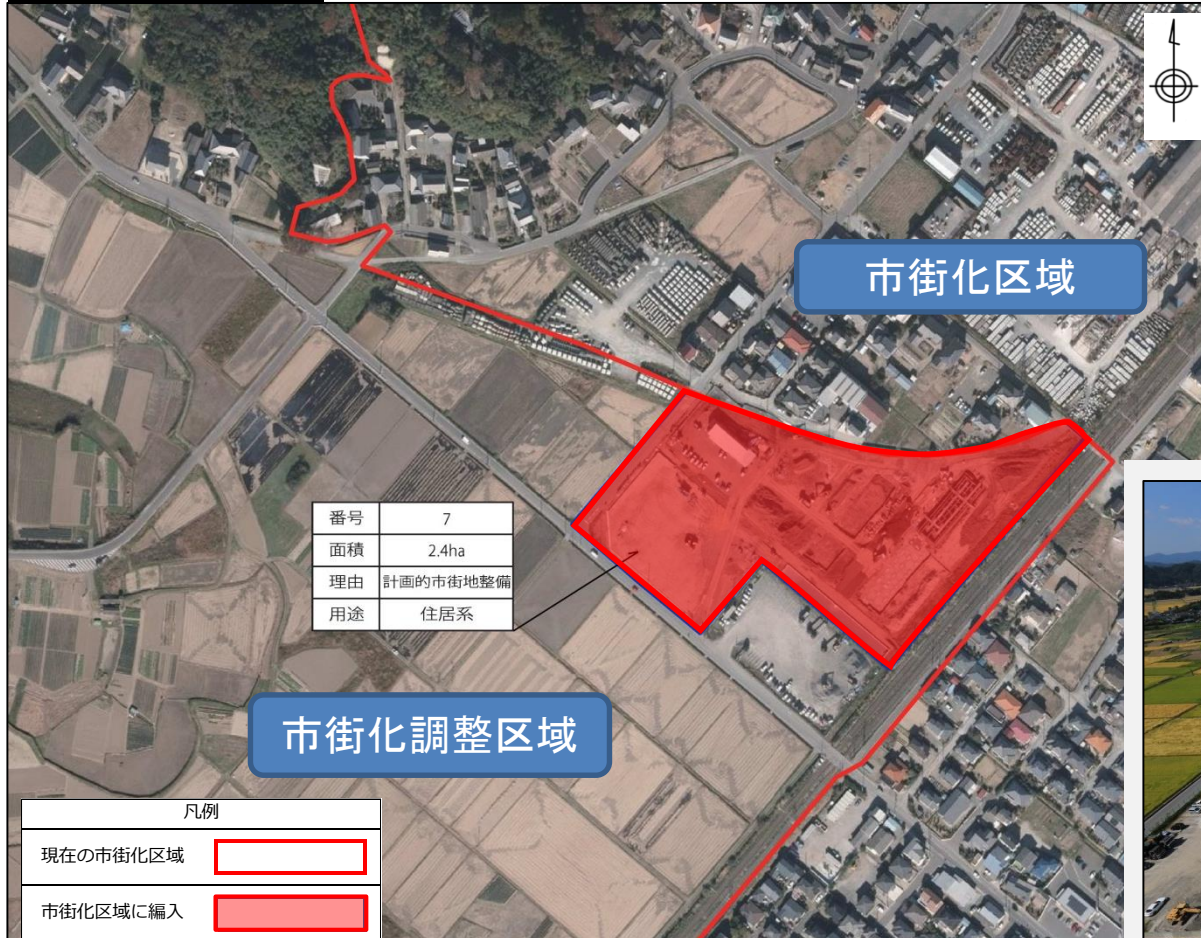 市街化区域
番号 7
面積 2.4ha
理由 計画的市街地整備
用途 住居系
市街化調整区域
凡例
現在の市街化区域
市街化区域に編入